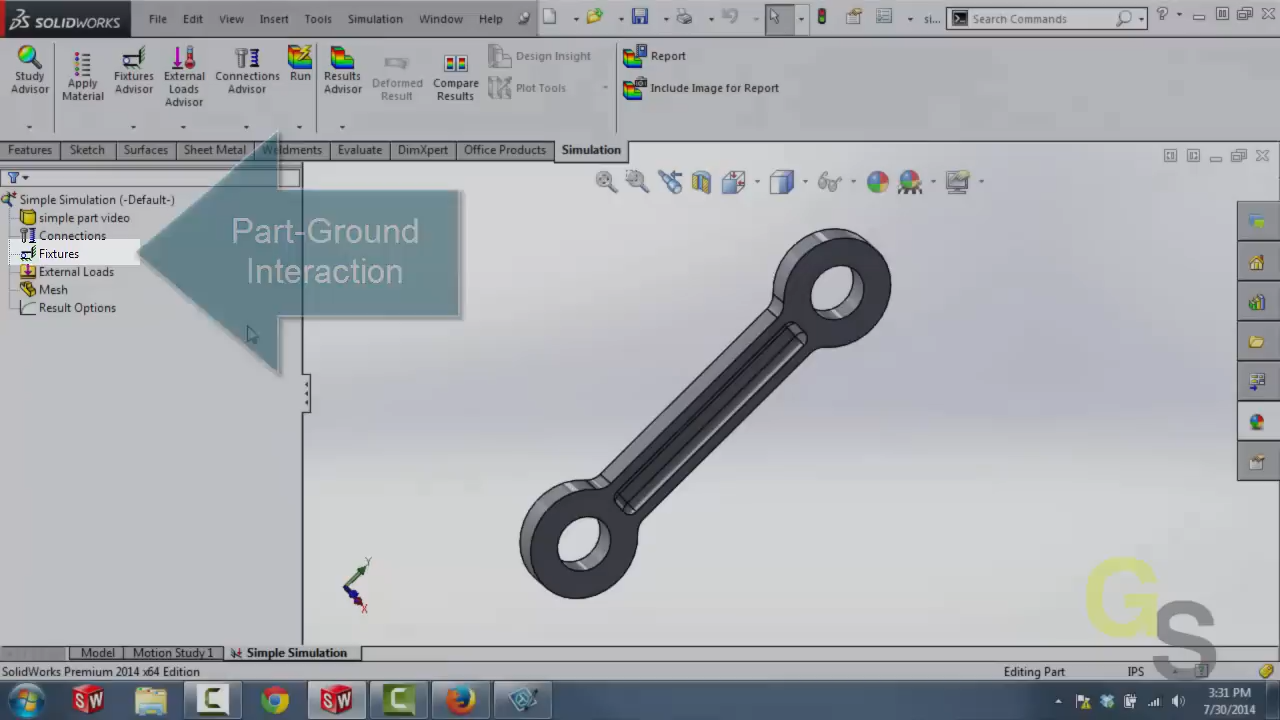 SOLIDWORKS File Edit View Insert Tools Simulation Window Help si... Search Commands
Study Advisor
Apply Material
Fixtures Advisor
External Loads Advisor
Connections Advisor
Run
Results Advisor
Deformed Result
Compare Results
Design Insight
Plot Tools
Report
Include Image for Report
Features Sketch Surfaces Sheet Metal Weldments Evaluate DimXpert Office Products Simulation
Simple Simulation (-Default-)
simple part video
Connections
Fixtures
External Loads
Mesh
Result Options
Part-Ground
Interaction
Y
X
GS
Model Motion Study 1 Simple Simulation
SolidWorks Premium 2014 x64 Edition Editing Part IPS
3:31 PM
7/30/2014